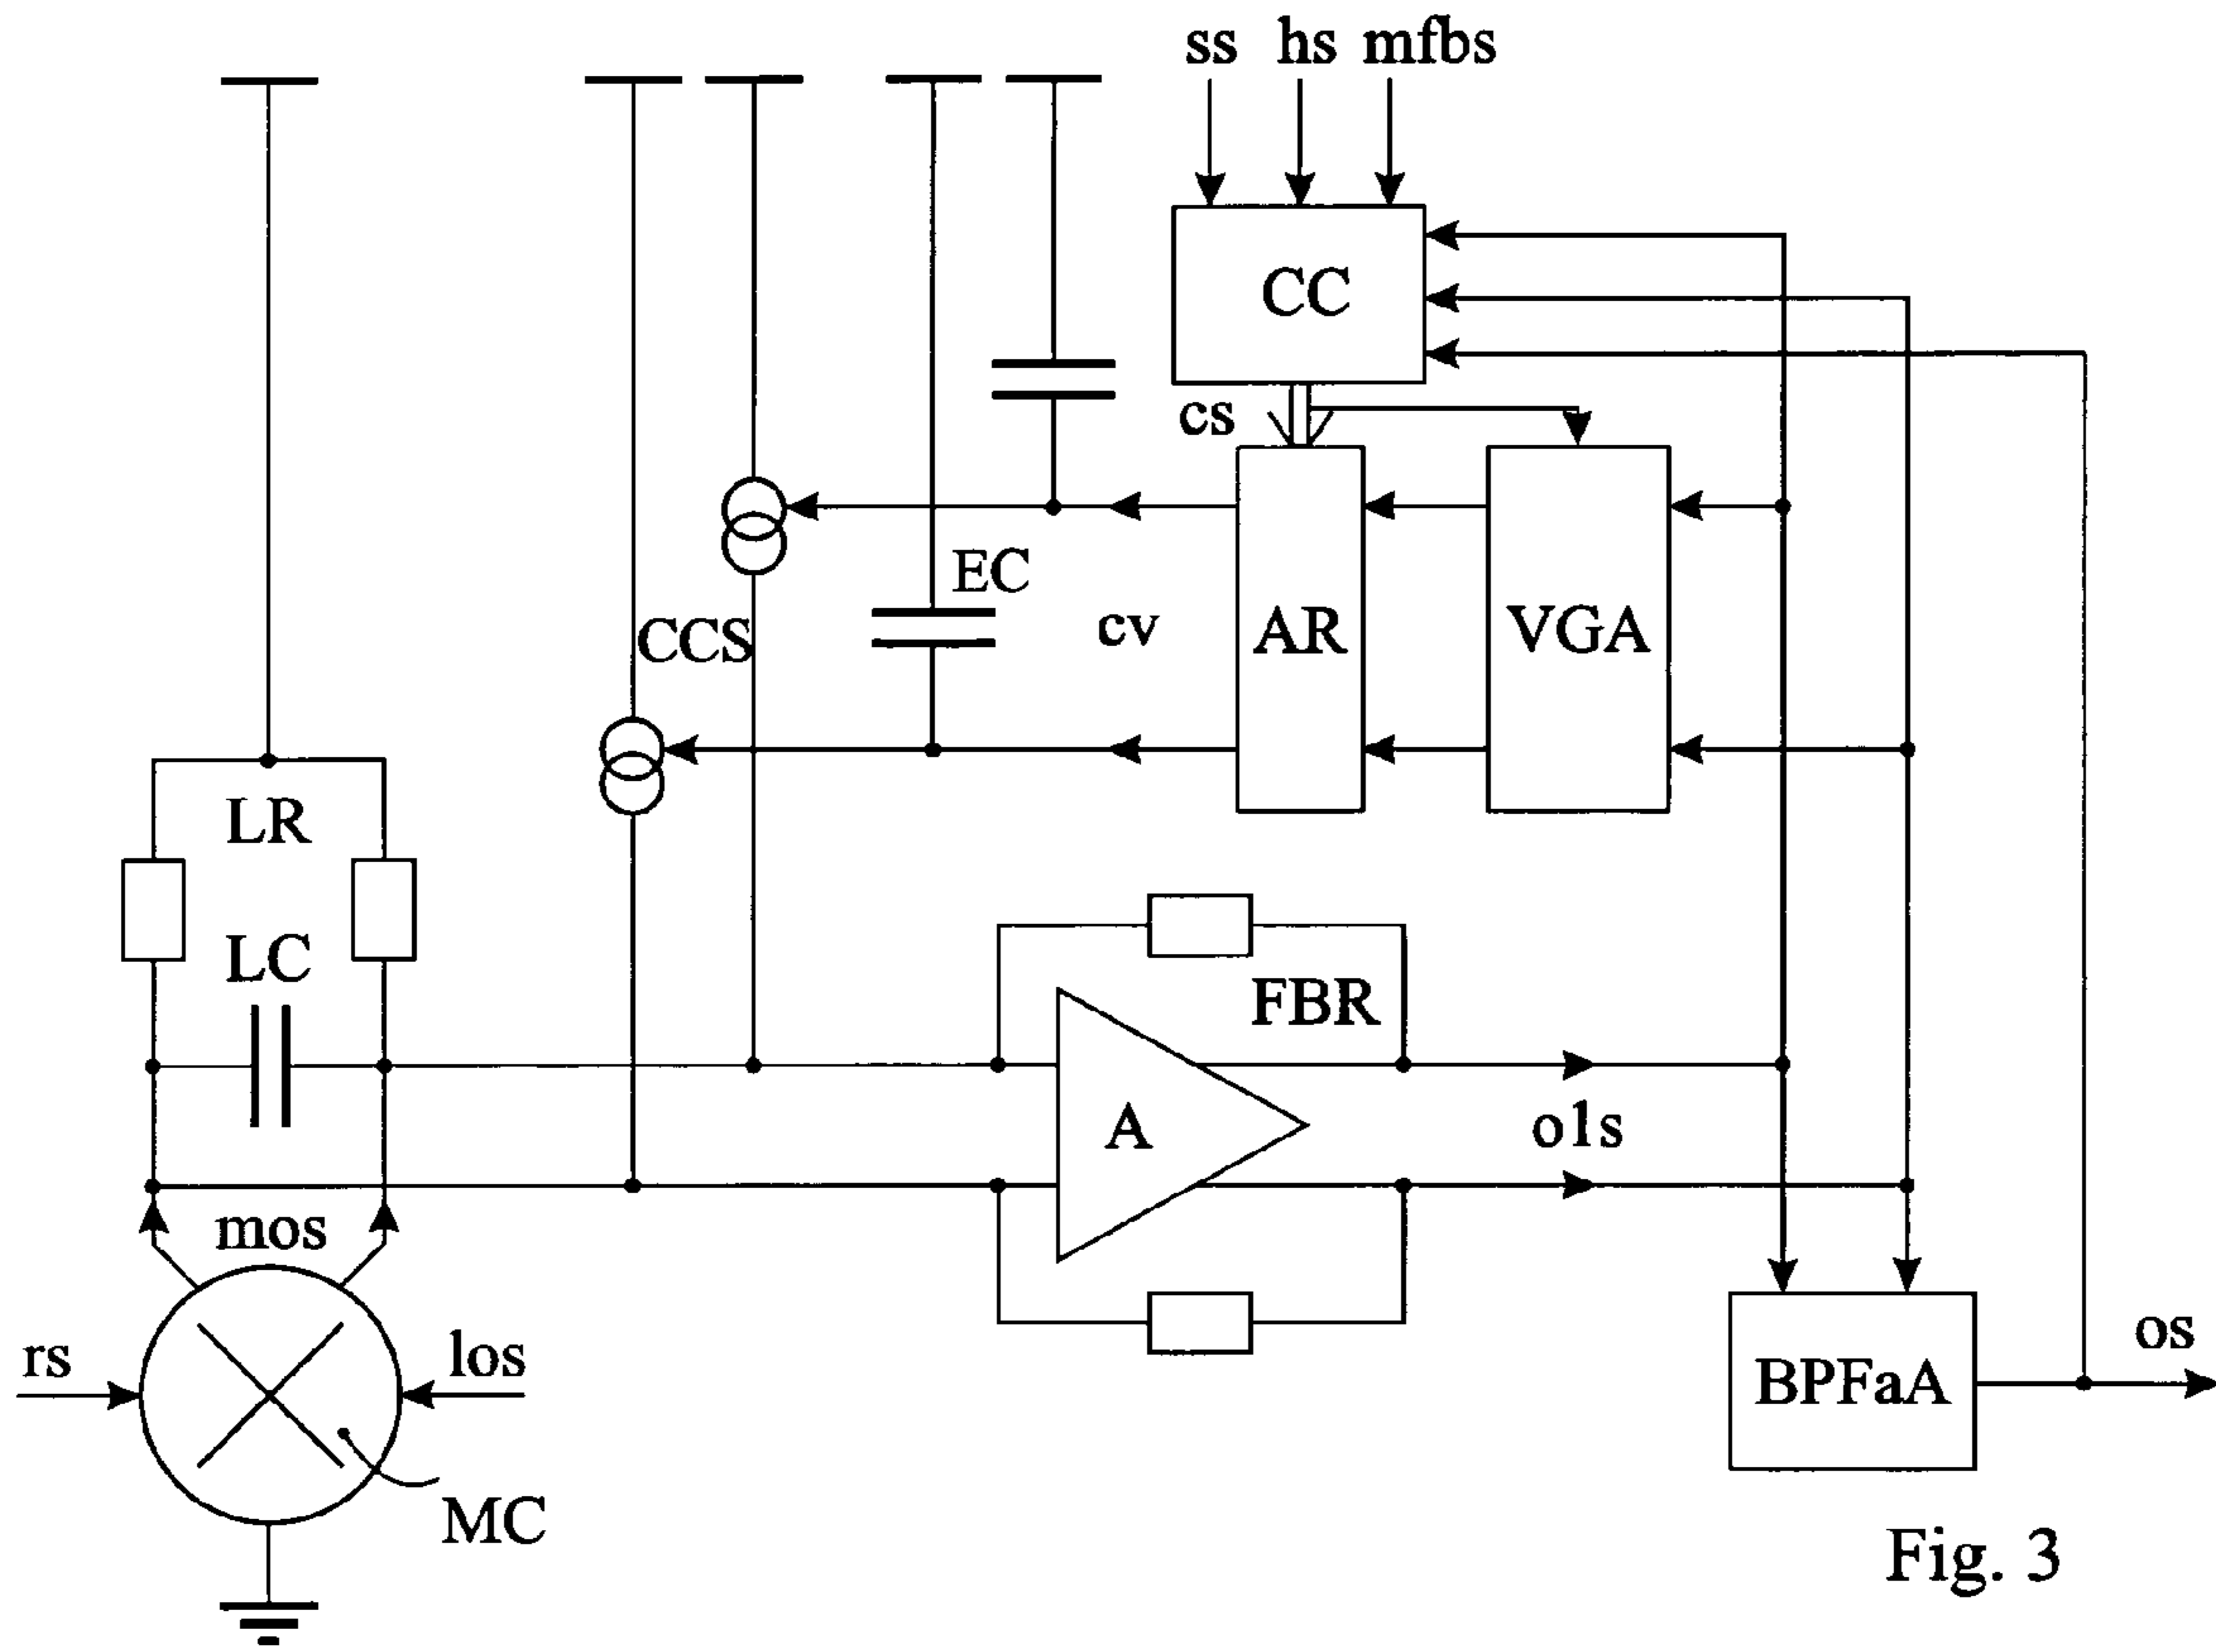 ss hs mfbs
CC
cs
EC
CCS
cv
AR
VGA
LR
LC
FBR
A
o1s
mos
rs
los
os
BPFaA
MC
Fig. 3